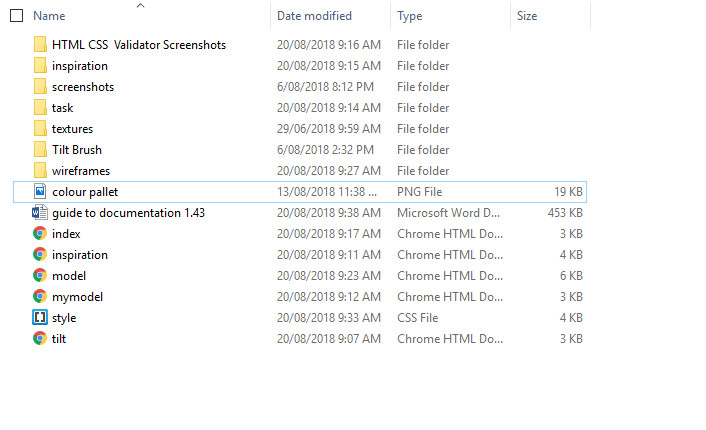 Name Date modified Type Size
HTML CSS  Validator Screenshots 20/08/2018 9:16 AM File folder
inspiration 20/08/2018 9:15 AM File folder
screenshots 6/08/2018 8:12 PM File folder
task 20/08/2018 9:14 AM File folder
textures 29/06/2018 9:59 AM File folder
Tilt Brush 6/08/2018 2:32 PM File folder
wireframes 20/08/2018 9:27 AM File folder
colour pallet 13/08/2018 11:38 ... PNG File 19 KB
guide to documentation 1.43 20/08/2018 9:38 AM Microsoft Word D... 453 KB
index 20/08/2018 9:17 AM Chrome HTML Do... 3 KB
inspiration 20/08/2018 9:11 AM Chrome HTML Do... 4 KB
model 20/08/2018 9:23 AM Chrome HTML Do... 6 KB
mymodel 20/08/2018 9:12 AM Chrome HTML Do... 3 KB
style 20/08/2018 9:33 AM CSS File 4 KB
tilt 20/08/2018 9:07 AM Chrome HTML Do... 3 KB